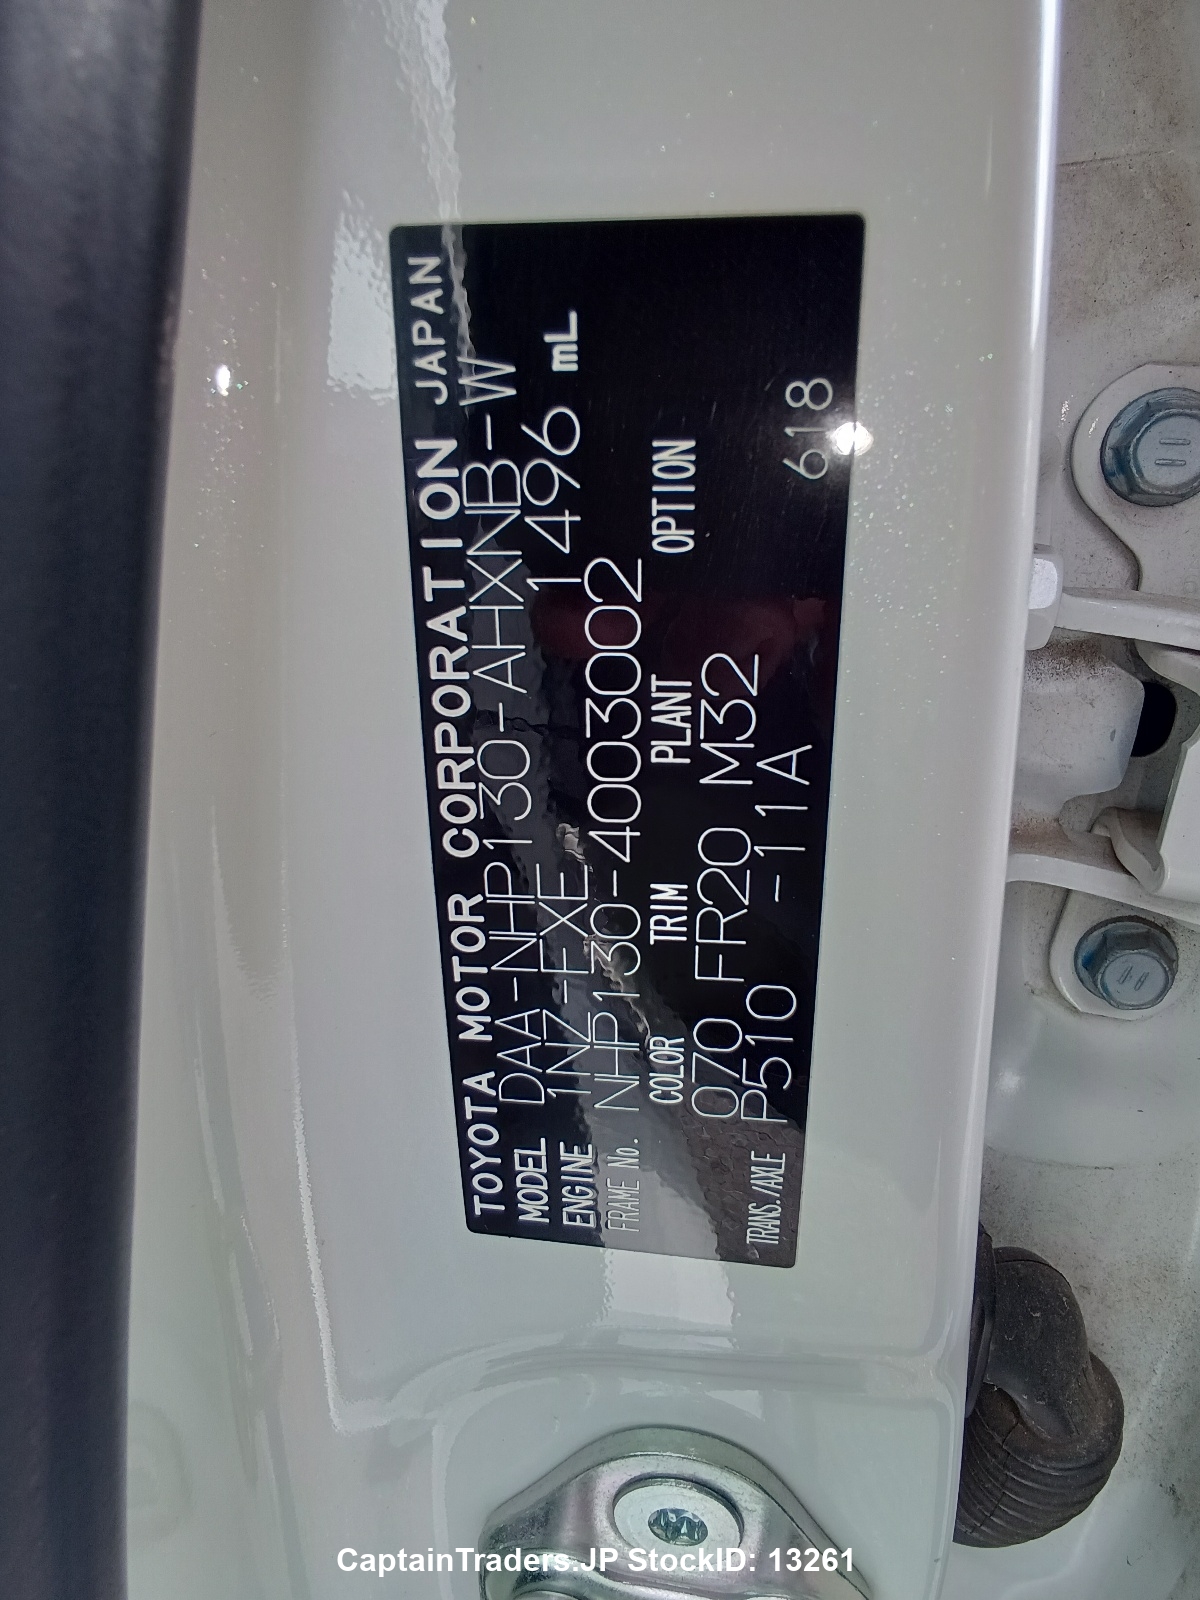 TOYOTA MOTOR CORPORATION JAPAN
MODEL DAA-NHP130-AHXNB-W
ENGINE 1NZ-FXE 1496 mL
FRAME No. NHP130-4003002
COLOR TRIM PLANT OPTION
070 FR20 M32
TRANS./AXLE P510 -11A 618
CaptainTraders.JP StockID: 13261